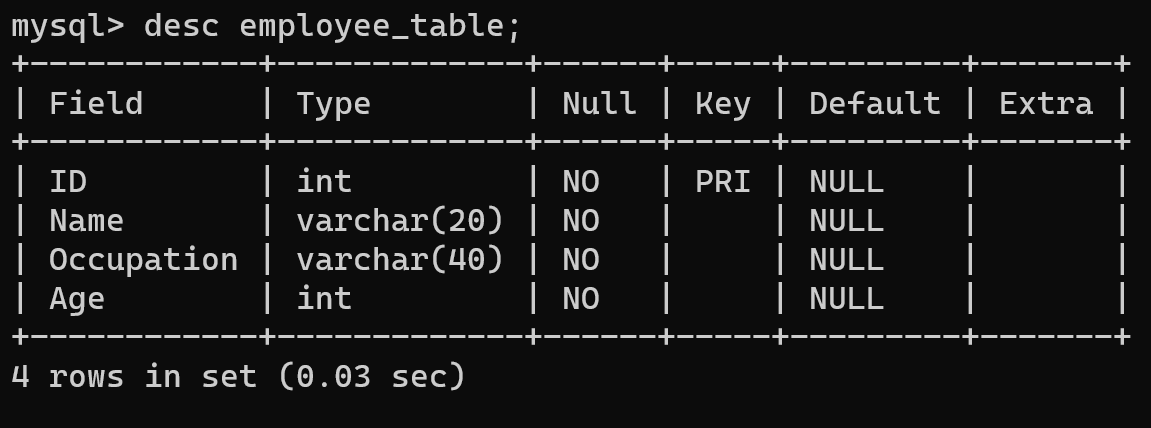 mysql> desc employee_table;
+------------+-------------+------+-----+---------+-------+
| Field      | Type        | Null | Key | Default | Extra |
+------------+-------------+------+-----+---------+-------+
| ID         | int         | NO   | PRI | NULL    |       |
| Name       | varchar(20) | NO   |     | NULL    |       |
| Occupation | varchar(40) | NO   |     | NULL    |       |
| Age        | int         | NO   |     | NULL    |       |
+------------+-------------+------+-----+---------+-------+
4 rows in set (0.03 sec)